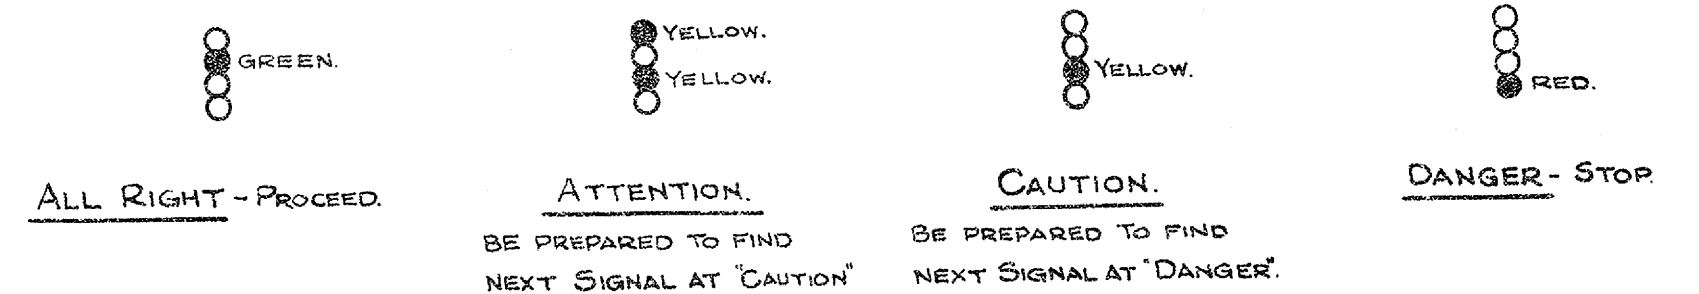 GREEN.
ALL RIGHT - PROCEED.
YELLOW.
YELLOW.
ATTENTION.
BE PREPARED TO FIND
NEXT SIGNAL AT "CAUTION"
YELLOW.
CAUTION.
BE PREPARED TO FIND
NEXT SIGNAL AT "DANGER".
RED.
DANGER - STOP.